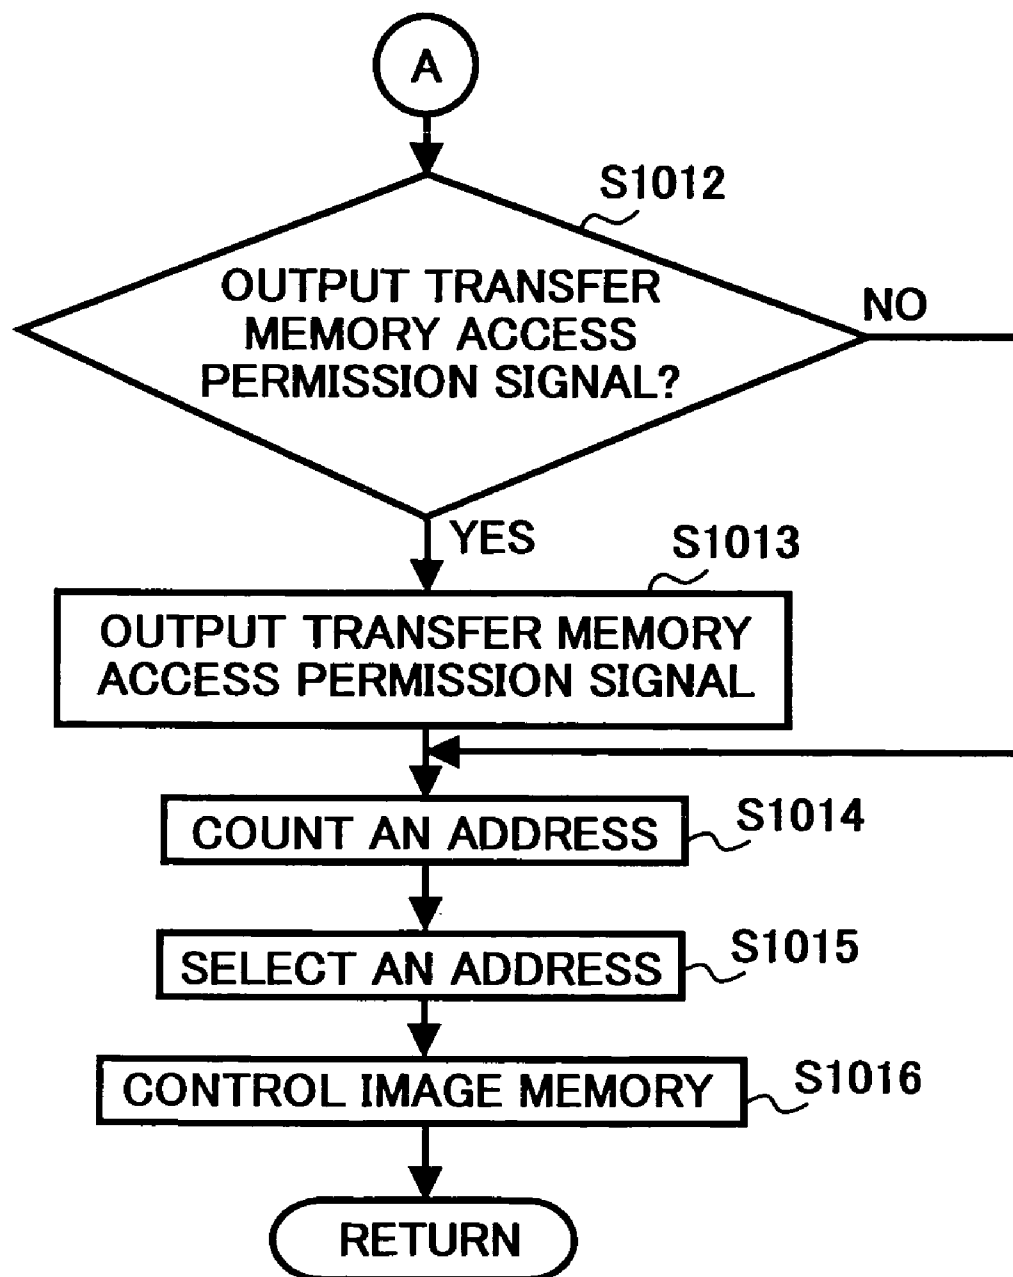 A
S1012
OUTPUT TRANSFER
MEMORY ACCESS
PERMISSION SIGNAL?
NO
YES
S1013
OUTPUT TRANSFER MEMORY
ACCESS PERMISSION SIGNAL
COUNT AN ADDRESS
S1014
SELECT AN ADDRESS
S1015
CONTROL IMAGE MEMORY
S1016
RETURN